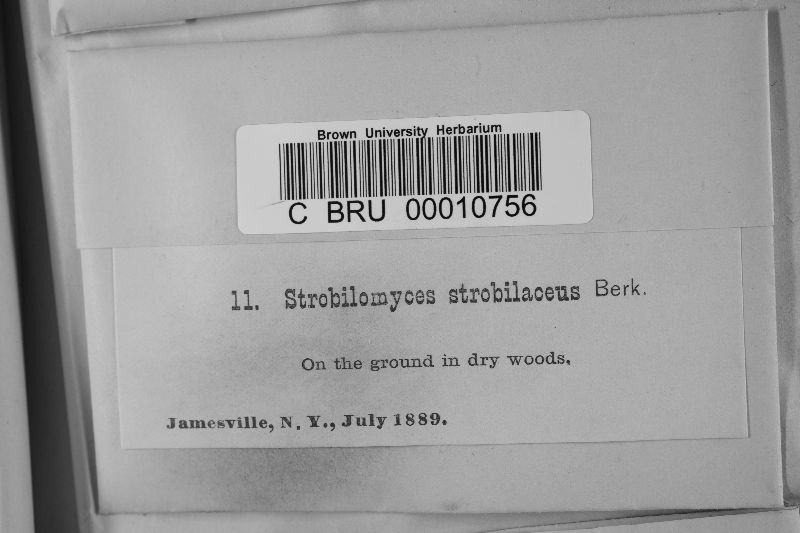 Brown University Herbarium
C BRU 00010756
11. Strobilomyces strobilaceus Berk.
On the ground in dry woods.
Jamesville, N. Y., July 1889.